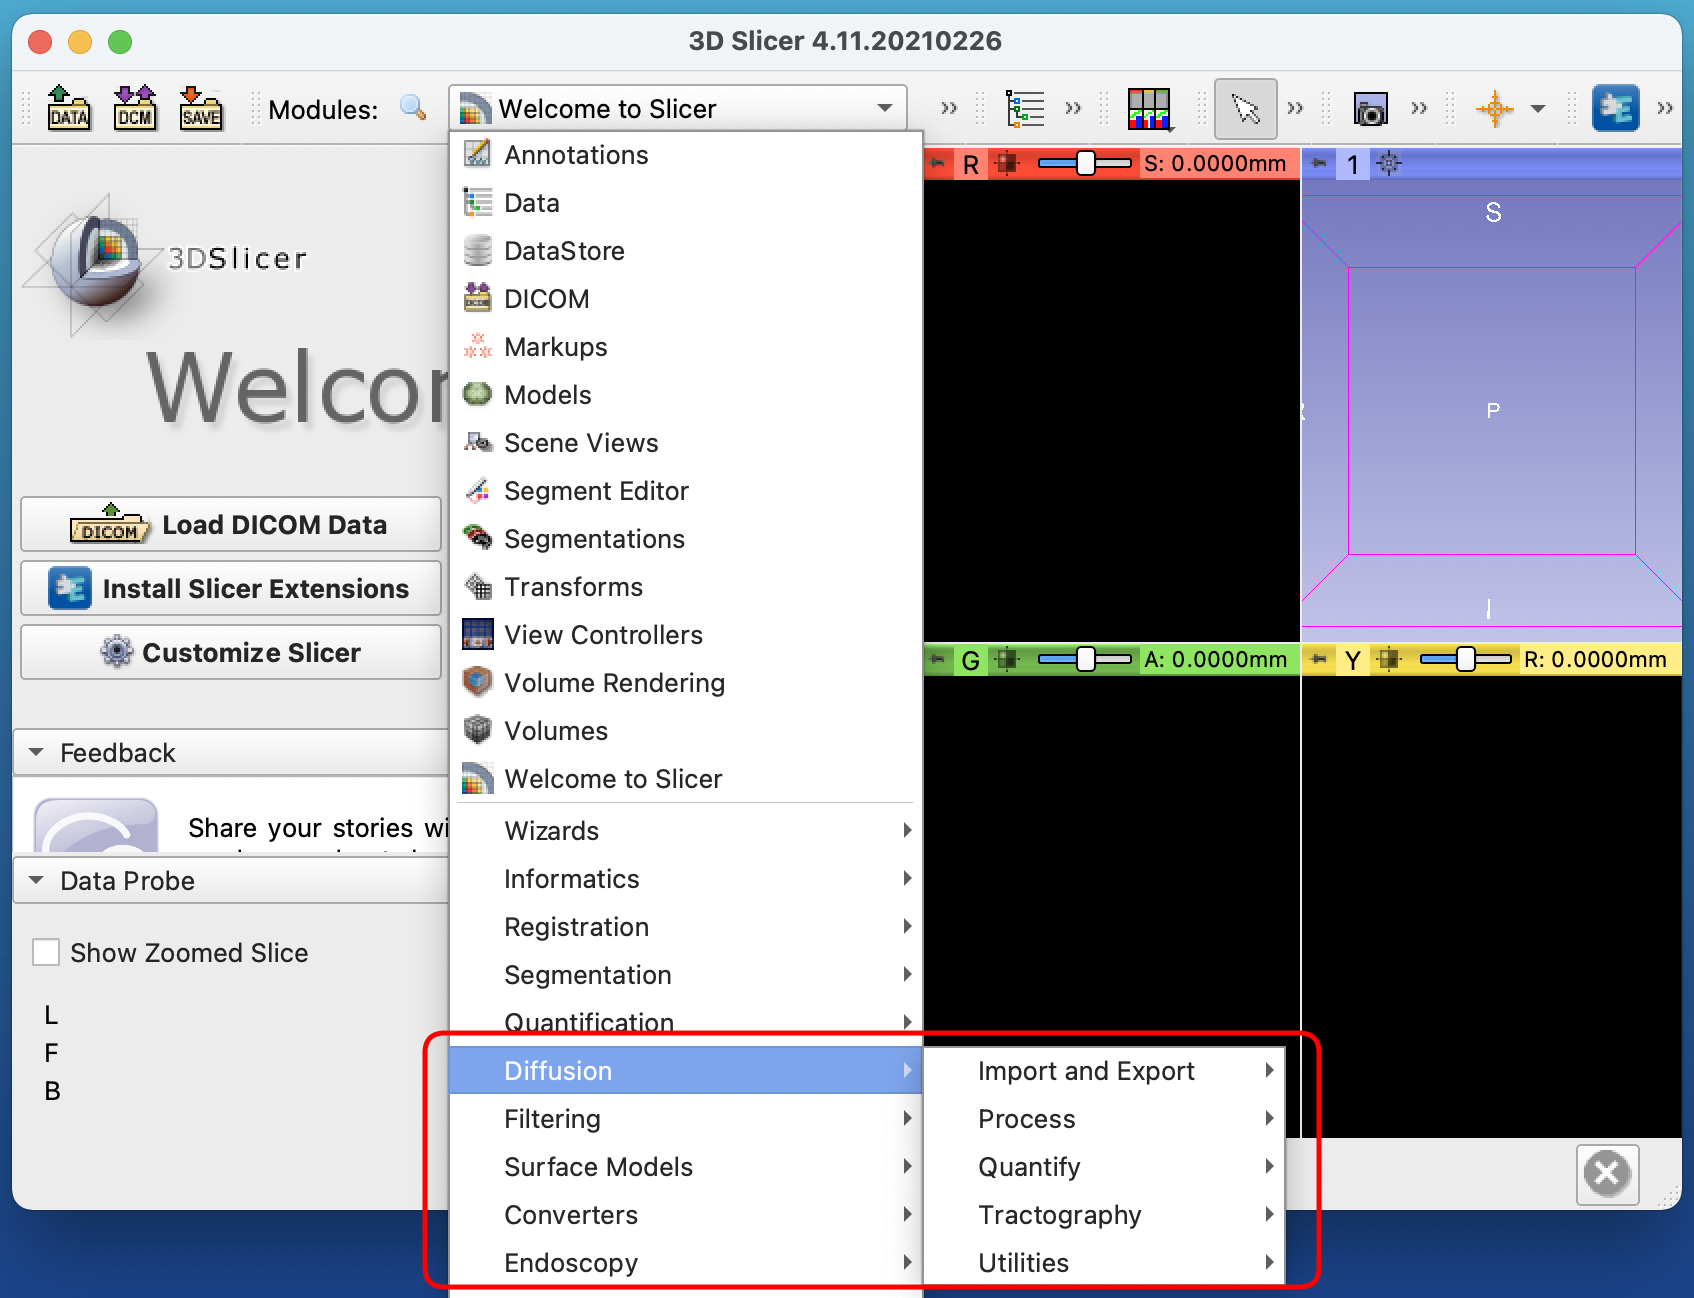 3D Slicer 4.11.20210226
DATA
DCM
SAVE
Modules:
Welcome to Slicer
Annotations
Data
DataStore
DICOM
Markups
Models
Scene Views
Segment Editor
Segmentations
Transforms
View Controllers
Volume Rendering
Volumes
Welcome to Slicer
Wizards
Informatics
Registration
Segmentation
Quantification
Diffusion
Filtering
Surface Models
Converters
Endoscopy
Import and Export
Process
Quantify
Tractography
Utilities
3DSlicer
Welco
DICOM
Load DICOM Data
Install Slicer Extensions
Customize Slicer
Feedback
Share your stories wi
Data Probe
Show Zoomed Slice
L
F
B
R
S: 0.0000mm
1
S
P
I
G
A: 0.0000mm
Y
R: 0.0000mm